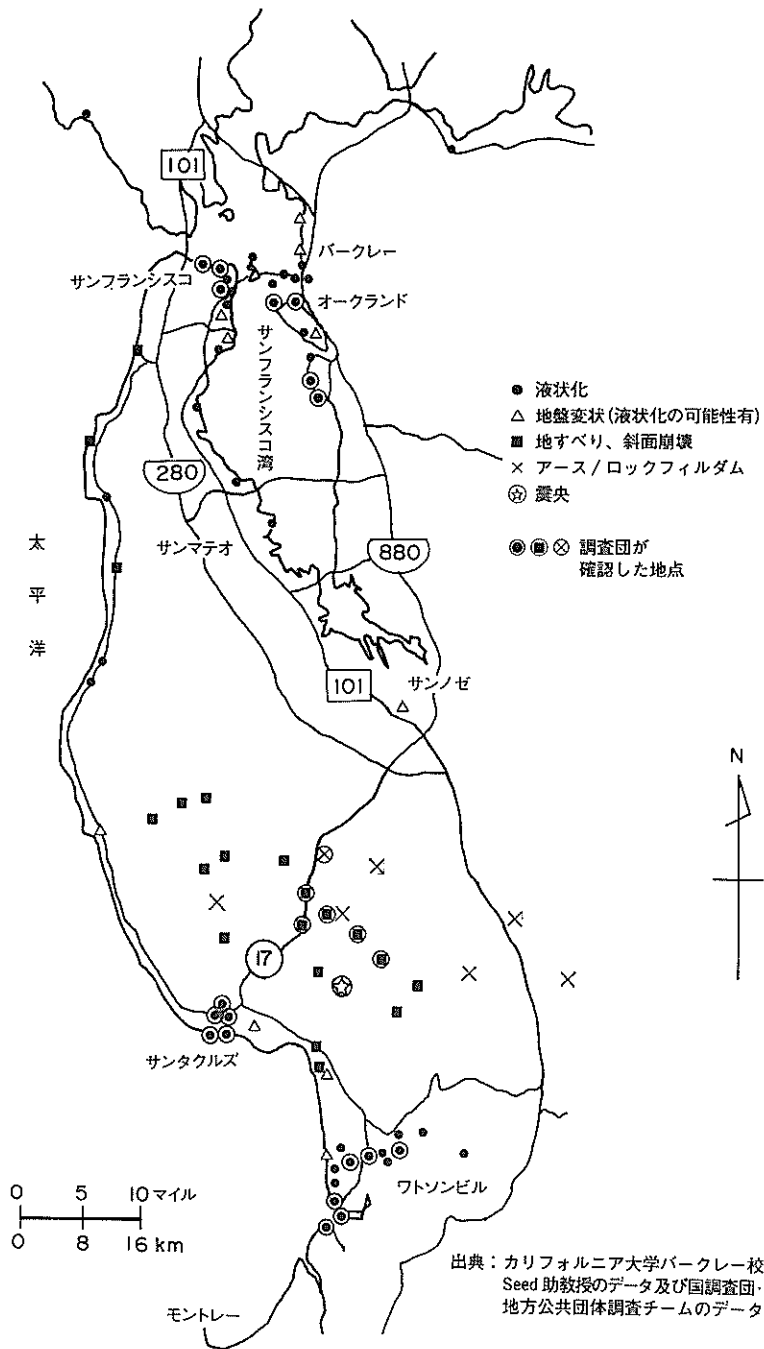 101
バークレー
サンフランシスコ
オークランド
サンフランシスコ湾
液状化
地盤変状(液状化の可能性有)
地すべり、斜面崩壊
アース/ロックフィルダム
震央
調査団が
確認した地点
280
サンマテオ
880
太平洋
101
サンノゼ
N
17
サンタクルズ
ワトソンビル
0 5 10 マイル
0 8 16 km
モントレー
出典:カリフォルニア大学バークレー校
Seed 助教授のデータ及び国調査団・
地方公共団体調査チームのデータ